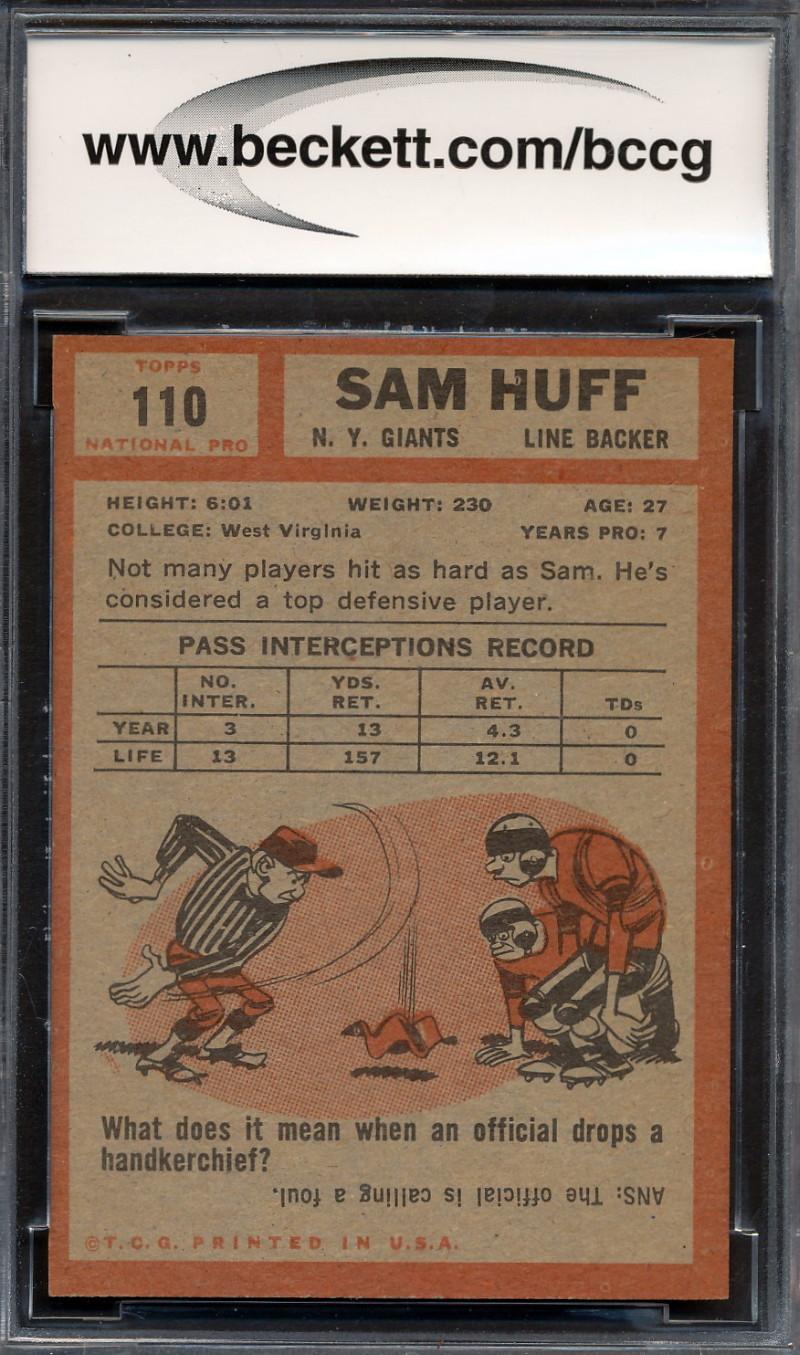 www.beckett.com/bccg
TOPPS
110
NATIONAL PRO
SAM HUFF
N. Y. GIANTS LINE BACKER
HEIGHT: 6:01 WEIGHT: 230 AGE: 27
COLLEGE: West Virginia YEARS PRO: 7
Not many players hit as hard as Sam. He's
considered a top defensive player.
PASS INTERCEPTIONS RECORD
NO. INTER. YDS. RET. AV. RET. TDs
YEAR 3 13 4.3 0
LIFE 13 157 12.1 0
What does it mean when an official drops a
handkerchief?
ANS: The official is calling a foul.
©T.C.G. PRINTED IN U.S.A.